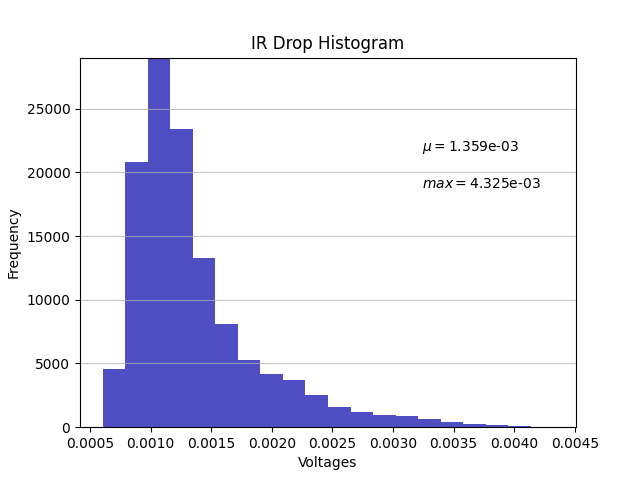 IR Drop Histogram
25000
20000
15000
10000
5000
0
Frequency
μ = 1.359e-03
max = 4.325e-03
0.0005 0.0010 0.0015 0.0020 0.0025 0.0030 0.0035 0.0040 0.0045
Voltages